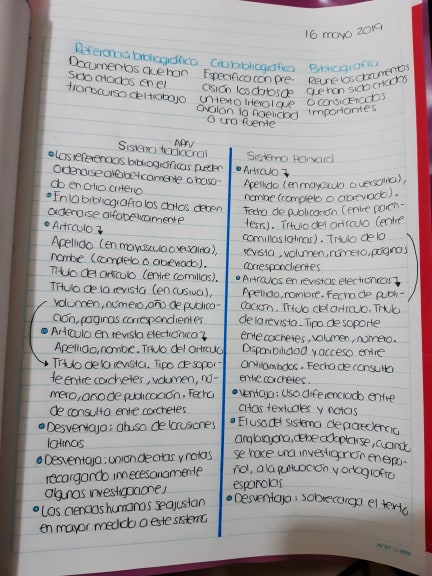 16 mayo 2019
Referencia bibliográfica
Documentos que han
sido citados en el
transcurso del trabajo
Cita bibliográfica
Especifica con pre-
cisión los datos de
un texto literal que
avalan la fidelidad
a una fuente
Bibliografía
Reúne los documentos
que han sido citados
o considerados
importantes
APA/
Sistema tradicional
Las referencias bibliográficas pueden
ordenarse alfabéticamente o basa-
do en otro criterio
En la bibliografía los datos deben
ordenarse alfabéticamente
Artículo ↴
Apellido (en mayúscula o versalita),
nombre (completo o abreviado).
Título del artículo (entre comillas).
Título de la revista (en cursiva),
volumen, número, año de publica-
ción, páginas correspondientes
Artículo en revista electrónica ↴
Apellido, nombre. Título del artículo
Título de la revista. Tipo de sopor-
te entre corchetes, volumen, nú-
mero, año de publicación. Fecha
de consulta entre corchetes
Desventaja: abuso de locuciones
latinas
Desventaja: unión de citas y notas
recargando innecesariamente
algunas investigaciones
Las ciencias humanas se ajustan
en mayor medida a este sistema
Sistema Harvard
Artículo ↴
Apellido (en mayúscula o versalita),
nombre (completo o abreviado).
Fecha de publicación (entre parén-
tesis). Título del artículo (entre
comillas latinas). Título de la
revista, volumen, número, páginas
correspondientes
Artículos en revistas electrónicas ↴
Apellido, nombre. Fecha de publi-
cación. Título del artículo. Título
de la revista. Tipo de soporte
entre corchetes, volumen, número.
Disponibilidad y acceso entre
antilambdas. Fecha de consulta
entre corchetes.
Ventaja: Uso diferenciado entre
citas textuales y notas
El uso del sistema de procedencia
anglosajona, debe adaptarse, cuando
se hace una investigación en espa-
ñol, a la puntuación y ortografía
españolas
Desventaja: sobrecarga el texto